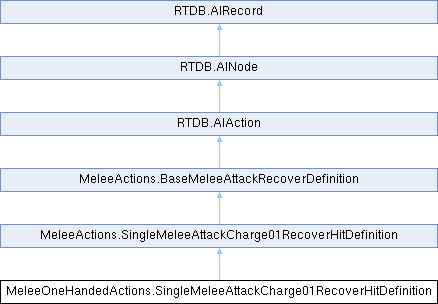 RTDB.AIRecord
RTDB.AINode
RTDB.AIAction
MeleeActions.BaseMeleeAttackRecoverDefinition
MeleeActions.SingleMeleeAttackCharge01RecoverHitDefinition
MeleeOneHandedActions.SingleMeleeAttackCharge01RecoverHitDefinition